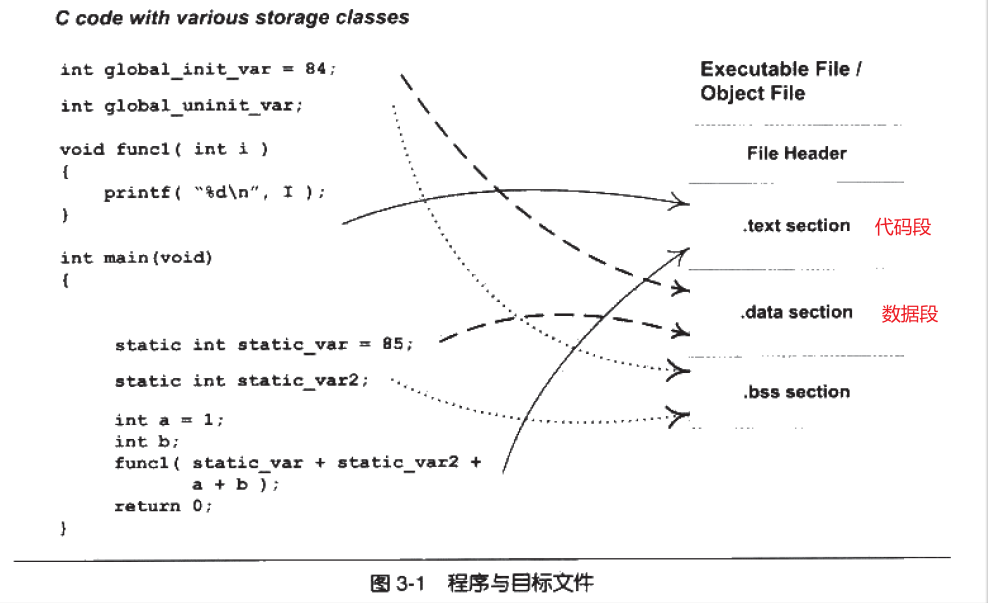 C code with various storage classes
int global_init_var = 84;
int global_uninit_var;
void func1( int i )
{
printf( "%d\n", I );
}
int main(void)
{
static int static_var = 85;
static int static_var2;
int a = 1;
int b;
func1( static_var + static_var2 +
a + b );
return 0;
}
Executable File /
Object File
File Header
.text section 代码段
.data section 数据段
.bss section
图 3-1 程序与目标文件